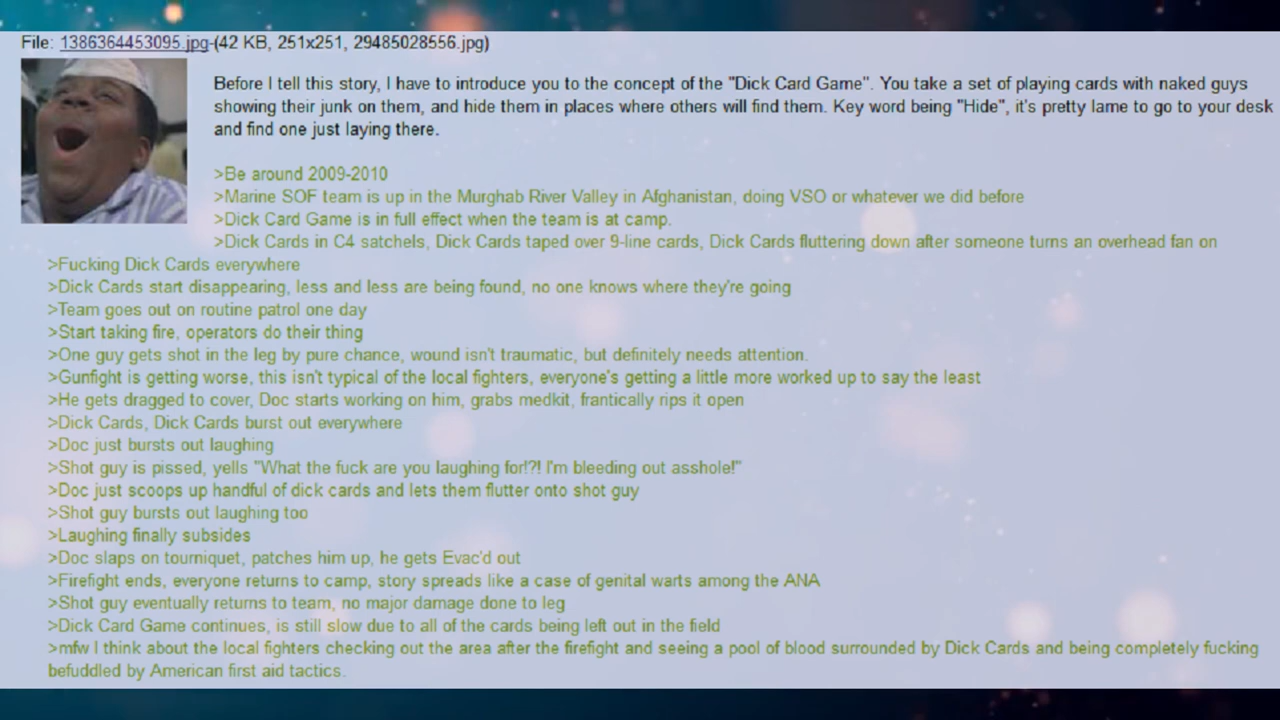 File: 1386364453095.jpg-(42 KB, 251x251, 29485028556.jpg)
Before I tell this story, I have to introduce you to the concept of the "Dick Card Game". You take a set of playing cards with naked guys
showing their junk on them, and hide them in places where others will find them. Key word being "Hide", it's pretty lame to go to your desk
and find one just laying there.
>Be around 2009-2010
>Marine SOF team is up in the Murghab River Valley in Afghanistan, doing VSO or whatever we did before
>Dick Card Game is in full effect when the team is at camp.
>Dick Cards in C4 satchels, Dick Cards taped over 9-line cards, Dick Cards fluttering down after someone turns an overhead fan on
>Fucking Dick Cards everywhere
>Dick Cards start disappearing, less and less are being found, no one knows where they're going
>Team goes out on routine patrol one day
>Start taking fire, operators do their thing
>One guy gets shot in the leg by pure chance, wound isn't traumatic, but definitely needs attention.
>Gunfight is getting worse, this isn't typical of the local fighters, everyone's getting a little more worked up to say the least
>He gets dragged to cover, Doc starts working on him, grabs medkit, frantically rips it open
>Dick Cards, Dick Cards burst out everywhere
>Doc just bursts out laughing
>Shot guy is pissed, yells "What the fuck are you laughing for!?! I'm bleeding out asshole!"
>Doc just scoops up handful of dick cards and lets them flutter onto shot guy
>Shot guy bursts out laughing too
>Laughing finally subsides
>Doc slaps on tourniquet, patches him up, he gets Evac'd out
>Firefight ends, everyone returns to camp, story spreads like a case of genital warts among the ANA
>Shot guy eventually returns to team, no major damage done to leg
>Dick Card Game continues, is still slow due to all of the cards being left out in the field
>mfw I think about the local fighters checking out the area after the firefight and seeing a pool of blood surrounded by Dick Cards and being completely fucking
befuddled by American first aid tactics.